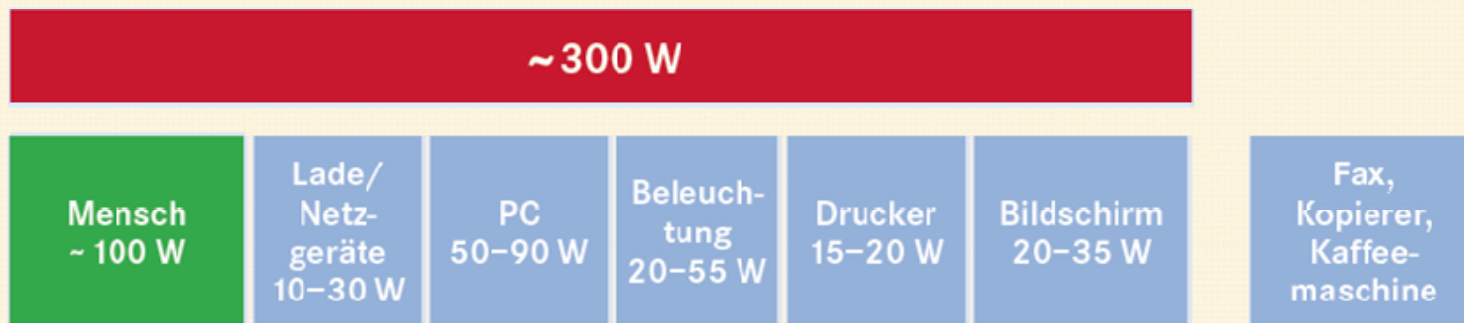 ~300 W
Mensch
~ 100 W
Lade/
Netz-
geräte
10–30 W
PC
50–90 W
Beleuch-
tung
20–55 W
Drucker
15–20 W
Bildschirm
20–35 W
Fax,
Kopierer,
Kaffee-
maschine